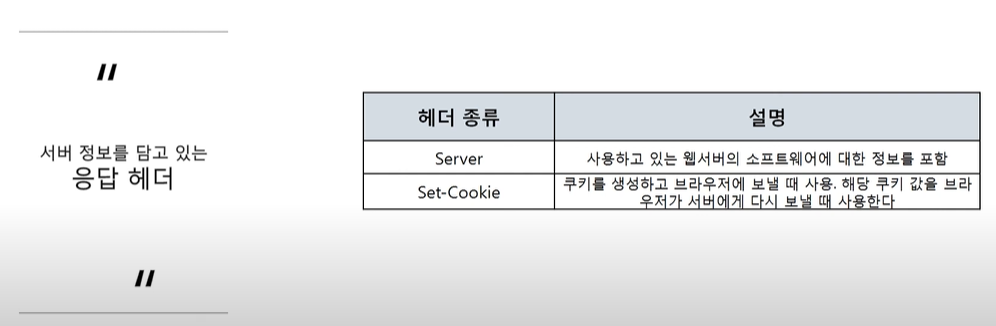 "
서버 정보를 담고 있는
응답 헤더
"
헤더 종류 설명
Server 사용하고 있는 웹서버의 소프트웨어에 대한 정보를 포함
Set-Cookie 쿠키를 생성하고 브라우저에 보낼 때 사용. 해당 쿠키 값을 브라
우저가 서버에게 다시 보낼 때 사용한다